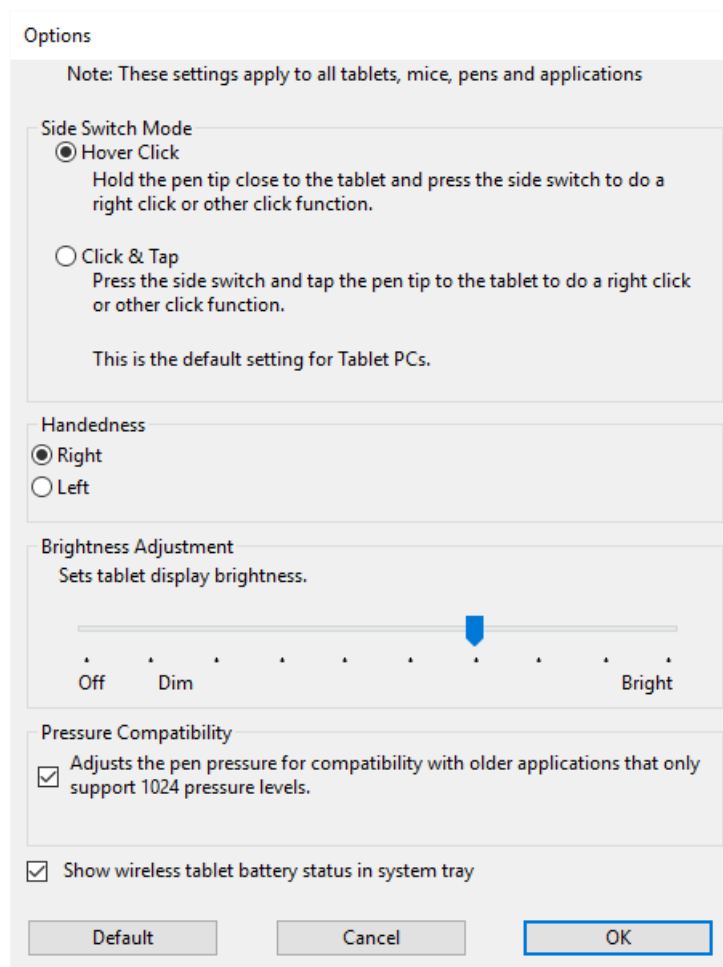 Options
Note: These settings apply to all tablets, mice, pens and applications
Side Switch Mode
Hover Click
Hold the pen tip close to the tablet and press the side switch to do a
right click or other click function.
Click & Tap
Press the side switch and tap the pen tip to the tablet to do a right click
or other click function.
This is the default setting for Tablet PCs.
Handedness
Right
Left
Brightness Adjustment
Sets tablet display brightness.
Off Dim Bright
Pressure Compatibility
Adjusts the pen pressure for compatibility with older applications that only
support 1024 pressure levels.
Show wireless tablet battery status in system tray
Default Cancel OK